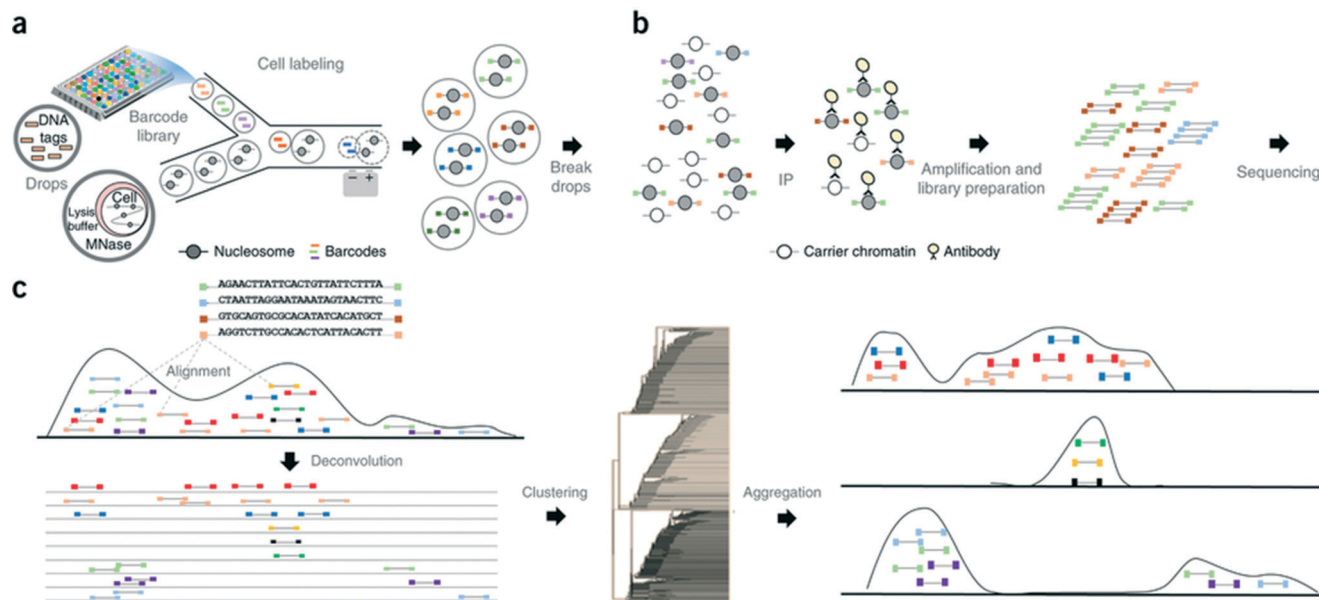 a
Cell labeling
Barcode
library
DNA
tags
Drops
Cell
Lysis
buffer
MNase
− +
Break
drops
Nucleosome
Barcodes
b
IP
Amplification and
library preparation
Sequencing
Carrier chromatin
Antibody
c
AGAACTTATTCACTGTTATTCTTTA
CTAATTAGGAATAAATAGTAACTTC
GTGCAGTGCGCACATATCACATGCT
AGGTCTTGCCACACTCATTACACTT
Alignment
Deconvolution
Clustering
Aggregation